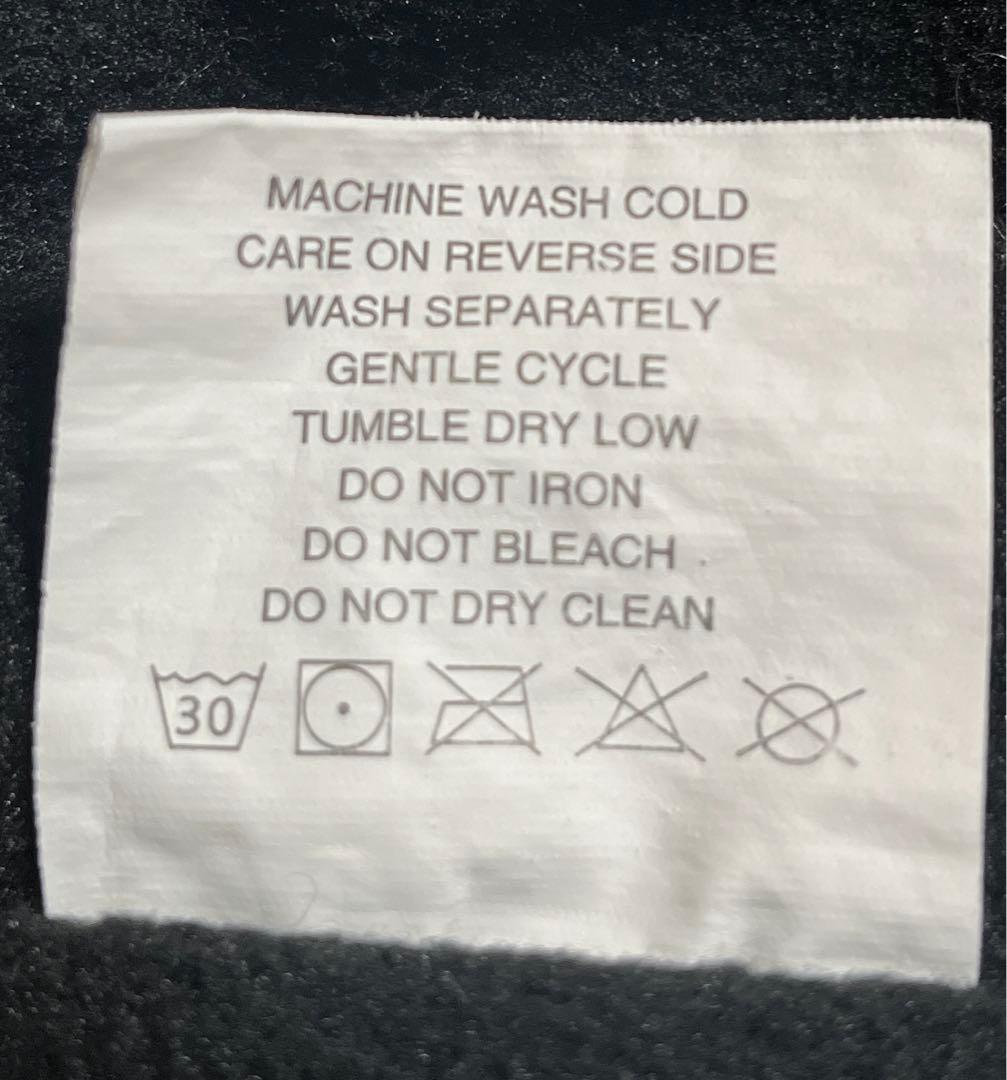 MACHINE WASH COLD
CARE ON REVERSE SIDE
WASH SEPARATELY
GENTLE CYCLE
TUMBLE DRY LOW
DO NOT IRON
DO NOT BLEACH
DO NOT DRY CLEAN
30